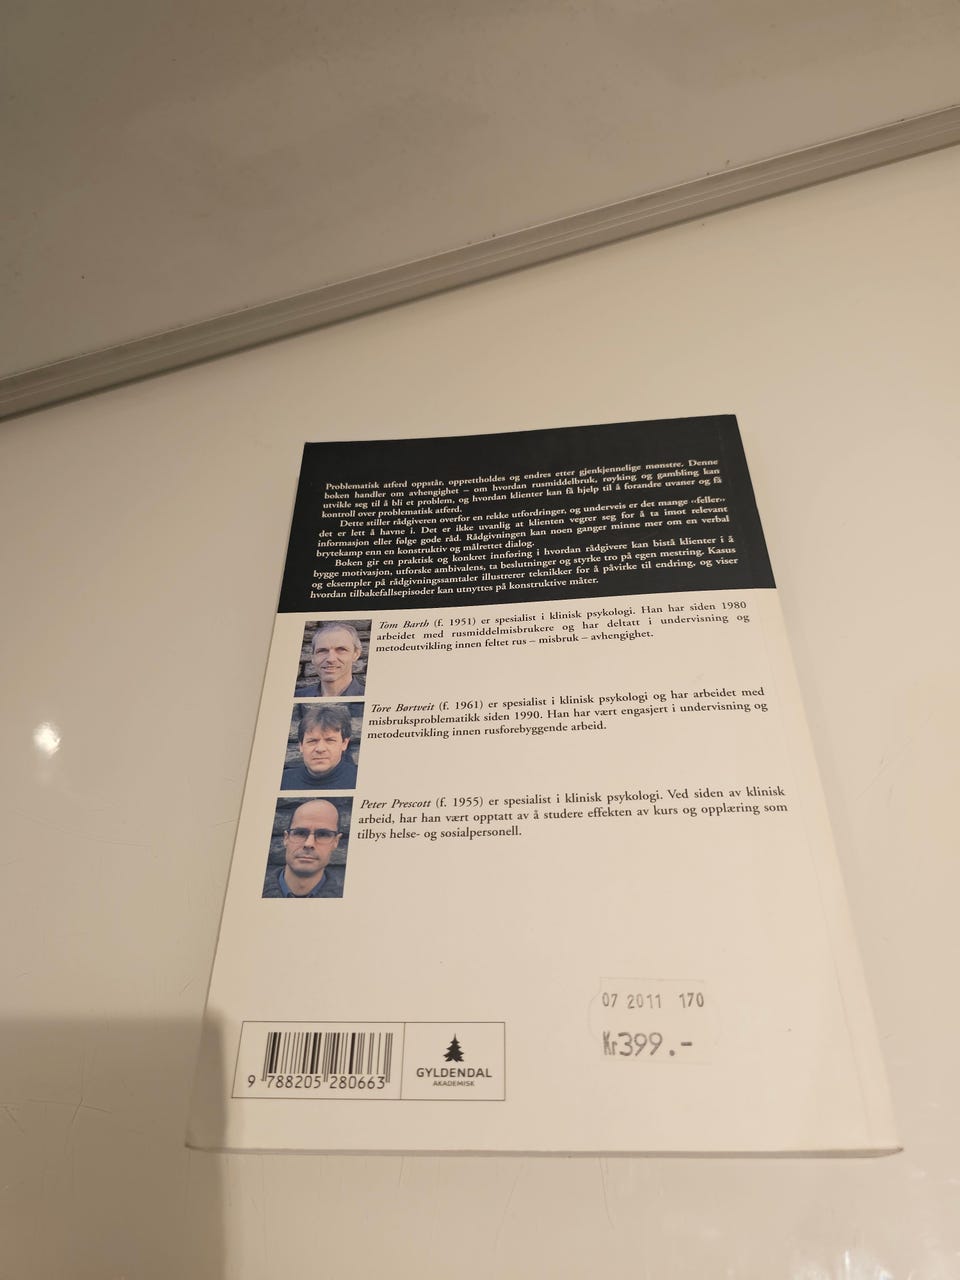 Problematisk atferd oppstår, opprettholdes og endres etter gjenkjennelige mønstre. Denne
boken handler om avhengighet – om hvordan rusmiddelbruk, røyking og gambling kan
utvikle seg til å bli et problem, og hvordan klienter kan få hjelp til å forandre uvaner og få
kontroll over problematisk atferd.
Dette stiller rådgiveren overfor en rekke utfordringer, og underveis er det mange «feller»
det er lett å havne i. Det er ikke uvanlig at klienten vegrer seg for å ta imot relevant
informasjon eller følge gode råd. Rådgivningen kan noen ganger minne mer om en verbal
brytekamp enn en konstruktiv og målrettet dialog.
Boken gir en praktisk og konkret innføring i hvordan rådgivere kan bistå klienter i å
bygge motivasjon, utforske ambivalens, ta beslutninger og styrke tro på egen mestring. Kasus
og eksempler på rådgivningssamtaler illustrerer teknikker for å påvirke til endring, og viser
hvordan tilbakefallsepisoder kan utnyttes på konstruktive måter.
Tom Barth (f. 1951) er spesialist i klinisk psykologi. Han har siden 1980
arbeidet med rusmiddelmisbrukere og har deltatt i undervisning og
metodeutvikling innen feltet rus – misbruk – avhengighet.
Tore Børtveit (f. 1961) er spesialist i klinisk psykologi og har arbeidet med
misbruksproblematikk siden 1990. Han har vært engasjert i undervisning og
metodeutvikling innen rusforebyggende arbeid.
Peter Prescott (f. 1955) er spesialist i klinisk psykologi. Ved siden av klinisk
arbeid, har han vært opptatt av å studere effekten av kurs og opplæring som
tilbys helse- og sosialpersonell.
07 2011 170
Kr399.-
9 788205 280663
GYLDENDAL
AKADEMISK